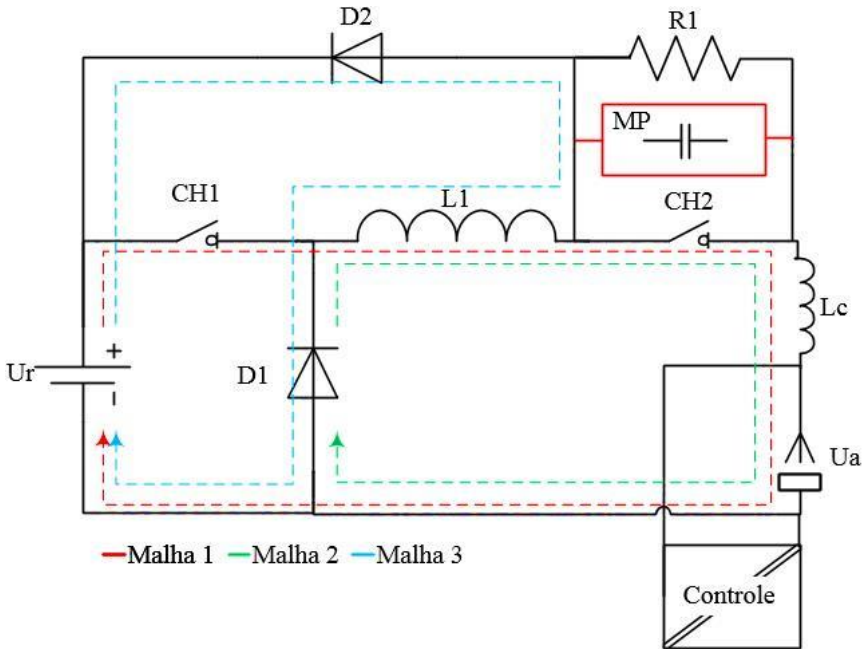 D2
R1
MP
CH1
L1
CH2
Lc
+
Ur
D1
−
Ua
Malha 1 Malha 2 Malha 3
Controle